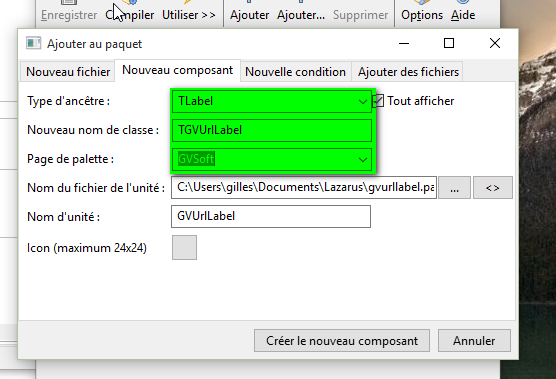 Enregistrer Compiler Utiliser >> Ajouter Ajouter... Supprimer Options Aide
Ajouter au paquet
Nouveau fichier Nouveau composant Nouvelle condition Ajouter des fichiers
Type d'ancêtre : TLabel Tout afficher
Nouveau nom de classe : TGVUrlLabel
Page de palette : GVSoft
Nom du fichier de l'unité : C:\Users\gilles\Documents\Lazarus\gvurllabel.pa ... <>
Nom d'unité : GVUrlLabel
Icon (maximum 24x24)
Créer le nouveau composant Annuler